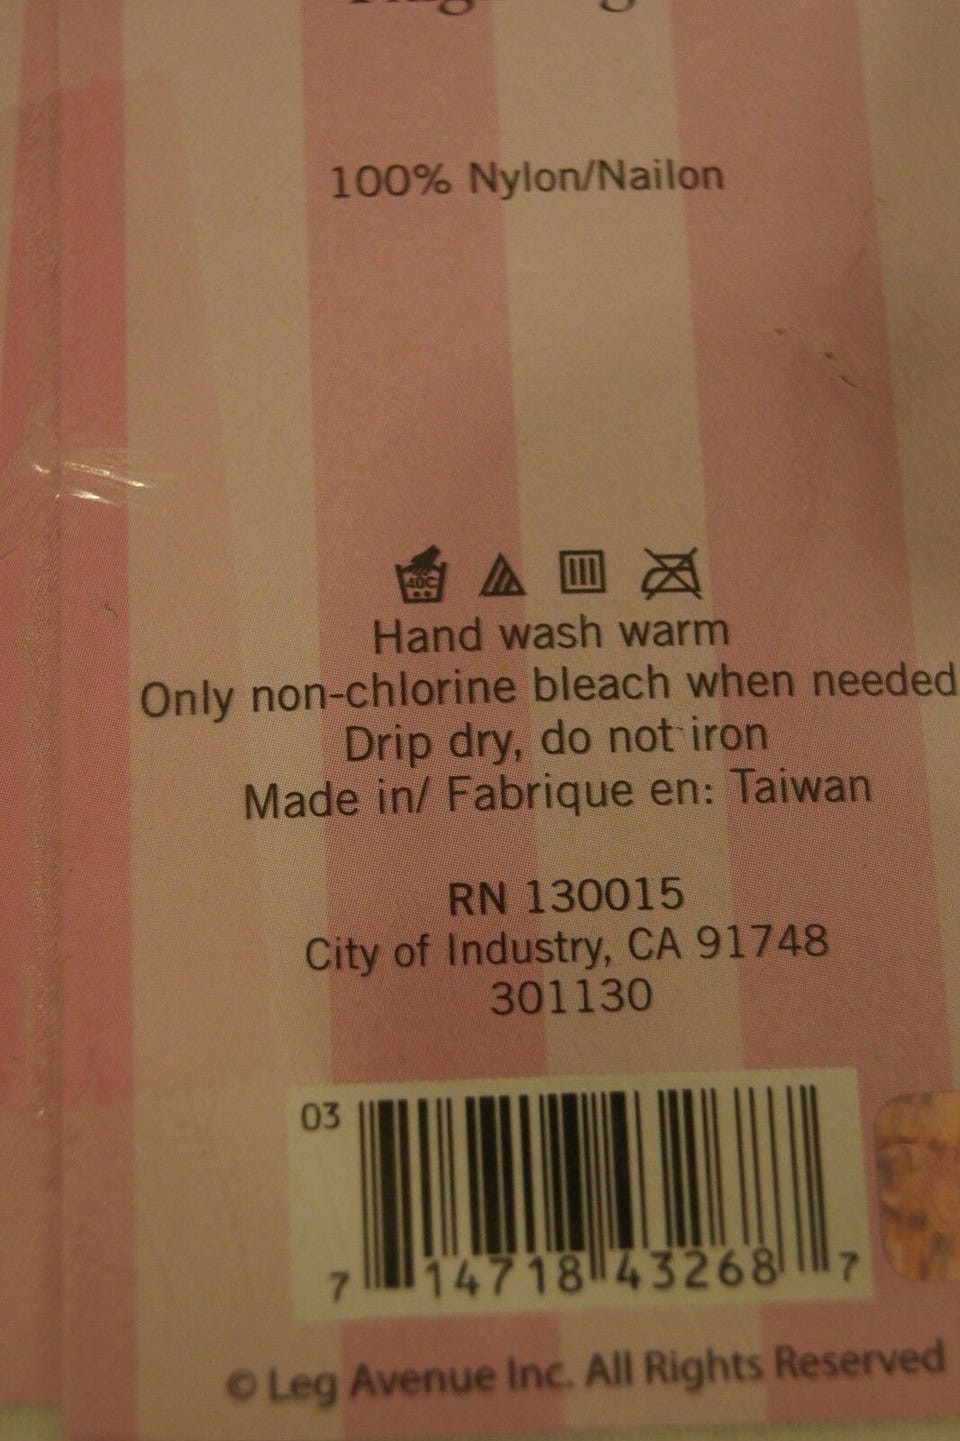 100% Nylon/Nailon
40C
Hand wash warm
Only non-chlorine bleach when needed
Drip dry, do not iron
Made in/ Fabrique en: Taiwan
RN 130015
City of Industry, CA 91748
301130
03
7 14718 43268 7
© Leg Avenue Inc. All Rights Reserved